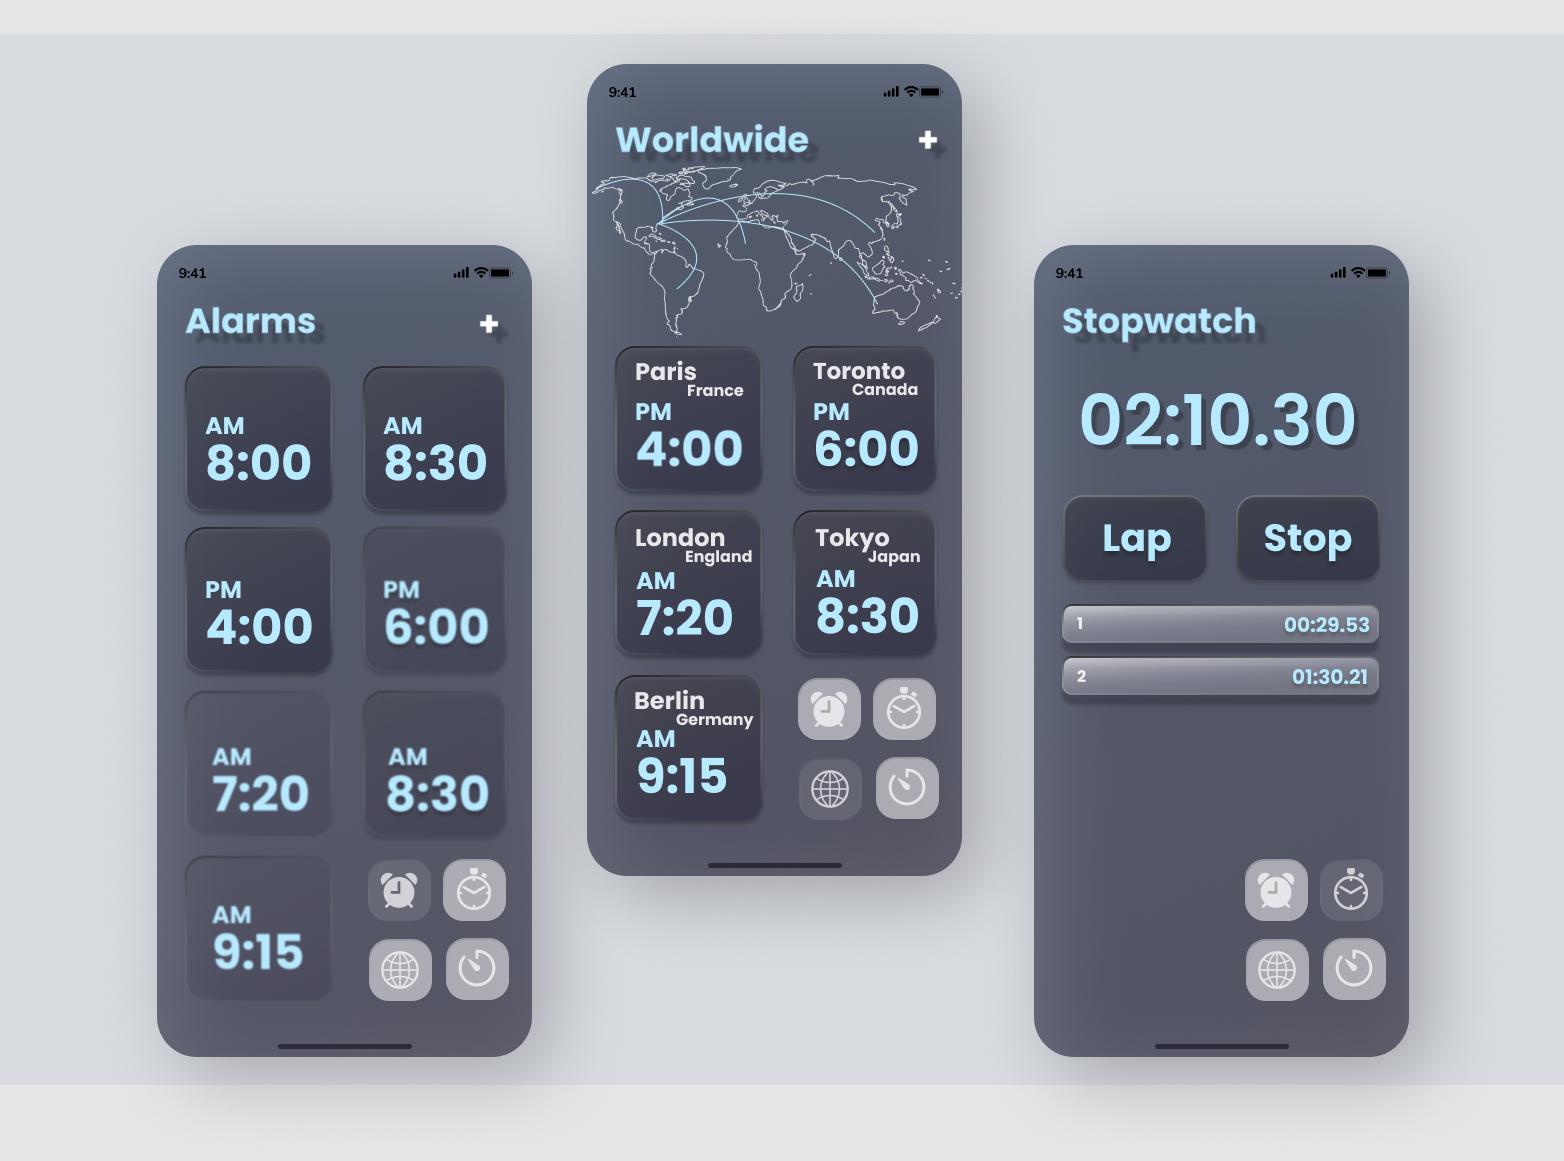 9:41
Alarms
AM
8:00
AM
8:30
PM
4:00
PM
6:00
AM
7:20
AM
8:30
AM
9:15
9:41
Worldwide
Paris
France
PM
4:00
Toronto
Canada
PM
6:00
London
England
AM
7:20
Tokyo
Japan
AM
8:30
Berlin
Germany
AM
9:15
9:41
Stopwatch
02:10.30
Lap
Stop
1 00:29.53
2 01:30.21